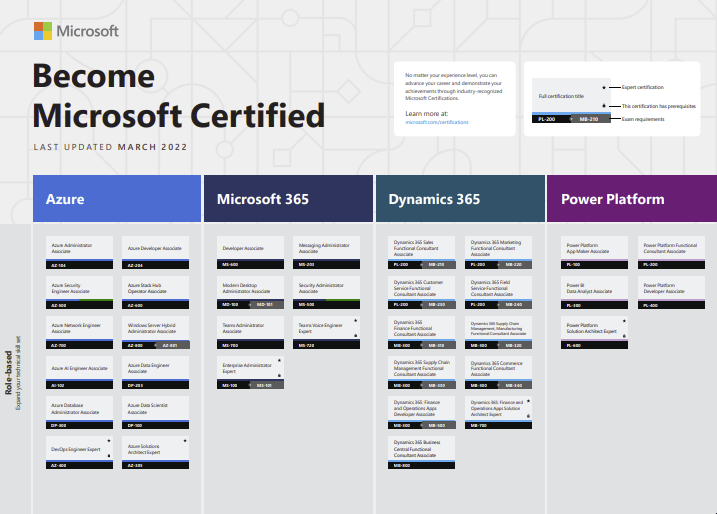 Microsoft
Become
Microsoft Certified
LAST UPDATED MARCH 2022
No matter your experience level, you can
advance your career and demonstrate your
achievements through industry-recognized
Microsoft Certifications.
Learn more at:
microsoft.com/certifications
Full certification title
PL-200 MB-210
Expert certification
This certification has prerequisites
Exam requirements
Azure
Microsoft 365
Dynamics 365
Power Platform
Role-based
Expand your technical skill set
Azure Administrator
Associate
AZ-104
Azure Developer Associate
AZ-204
Azure Security
Engineer Associate
AZ-500
Azure Stack Hub
Operator Associate
AZ-600
Azure Network Engineer
Associate
AZ-700
Windows Server Hybrid
Administrator Associate
AZ-800 AZ-801
Azure AI Engineer Associate
AI-102
Azure Data Engineer
Associate
DP-203
Azure Database
Administrator Associate
DP-300
Azure Data Scientist
Associate
DP-100
DevOps Engineer Expert
AZ-400
Azure Solutions
Architect Expert
AZ-305
Developer Associate
MS-600
Messaging Administrator
Associate
MS-203
Modern Desktop
Administrator Associate
MD-100 MD-101
Security Administrator
Associate
MS-500
Teams Administrator
Associate
MS-700
Teams Voice Engineer
Expert
MS-720
Enterprise Administrator
Expert
MS-100 MS-101
Dynamics 365 Sales
Functional Consultant
Associate
PL-200 MB-210
Dynamics 365 Marketing
Functional Consultant
Associate
PL-200 MB-220
Dynamics 365 Customer
Service Functional
Consultant Associate
PL-200 MB-230
Dynamics 365 Field
Service Functional
Consultant Associate
PL-200 MB-240
Dynamics 365
Finance Functional
Consultant Associate
MB-300 MB-310
Dynamics 365 Supply Chain
Management, Manufacturing
Functional Consultant Associate
MB-300 MB-320
Dynamics 365 Supply Chain
Management Functional
Consultant Associate
MB-300 MB-330
Dynamics 365 Commerce
Functional Consultant
Associate
MB-300 MB-340
Dynamics 365: Finance
and Operations Apps
Developer Associate
MB-300 MB-500
Dynamics 365: Finance and
Operations Apps Solution
Architect Expert
MB-700
Dynamics 365 Business
Central Functional
Consultant Associate
MB-800
Power Platform
App Maker Associate
PL-100
Power Platform Functional
Consultant Associate
PL-200
Power BI
Data Analyst Associate
PL-300
Power Platform
Developer Associate
PL-400
Power Platform
Solution Architect Expert
PL-600